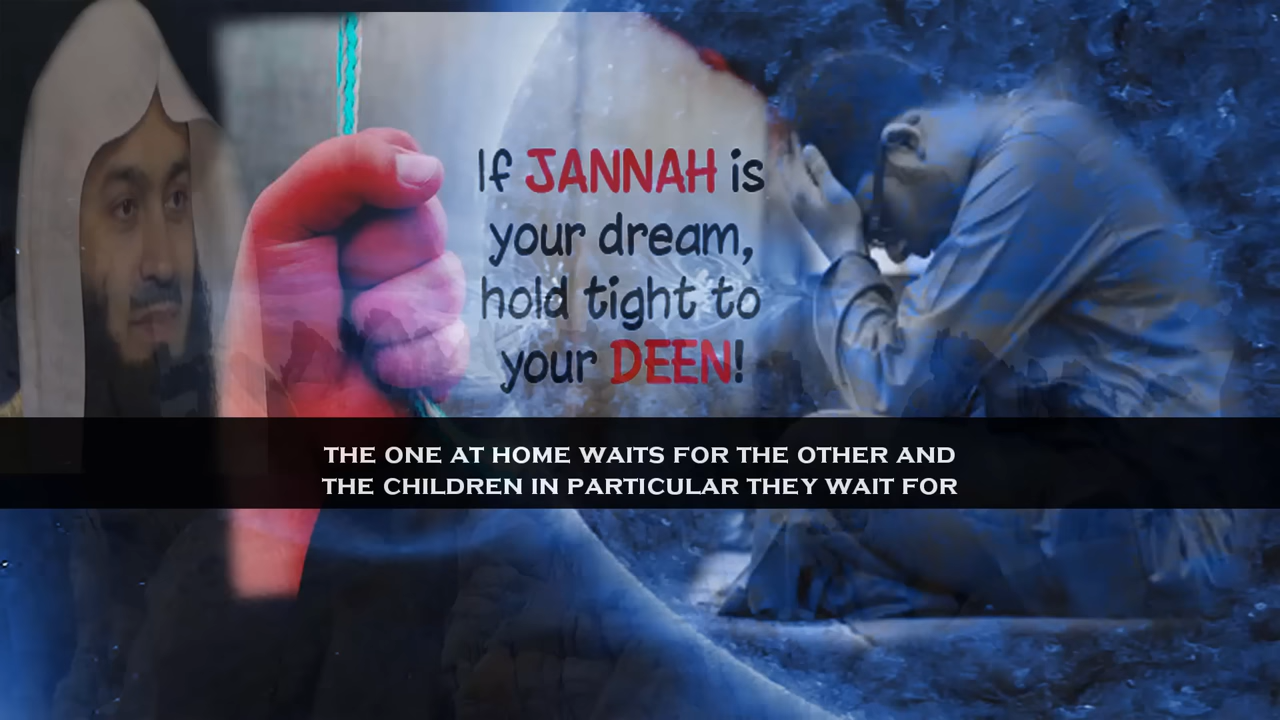 If JANNAH is
your dream,
hold tight to
your DEEN!
THE ONE AT HOME WAITS FOR THE OTHER AND
THE CHILDREN IN PARTICULAR THEY WAIT FOR